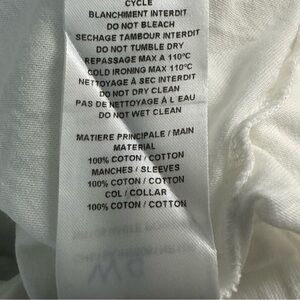 CYCLE
BLANCHIMENT INTERDIT
DO NOT BLEACH
SECHAGE TAMBOUR INTERDIT
DO NOT TUMBLE DRY
REPASSAGE MAX A 110°C
COLD IRONING MAX 110°C
NETTOYAGE A SEC INTERDIT
DO NOT DRY CLEAN
PAS DE NETTOYAGE À L EAU
DO NOT WET CLEAN
MATIERE PRINCIPALE / MAIN
MATERIAL
100% COTON / COTTON
MANCHES / SLEEVES
100% COTON / COTTON
COL / COLLAR
100% COTON / COTTON